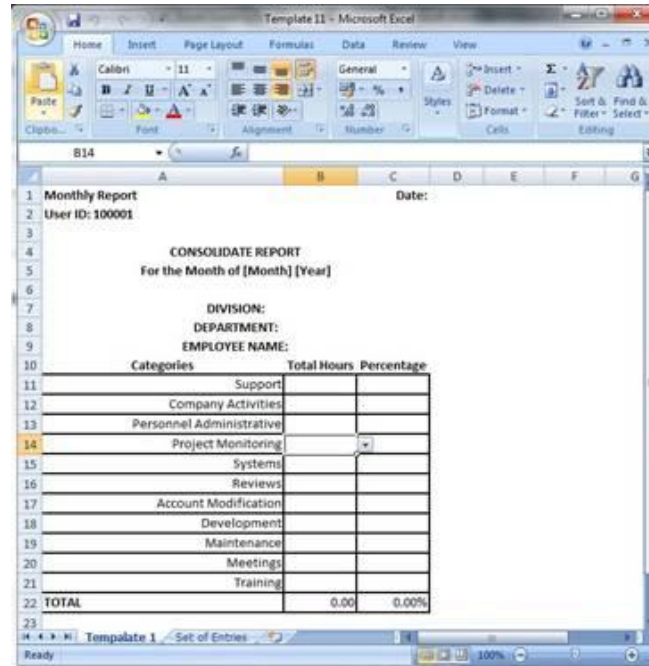 Template 11 - Microsoft Excel
Home Insert Page Layout Formulas Data Review View
Paste
Calibri 11
B I U A A
General
% ,
Styles
Insert
Delete
Format
Sort & Filter
Find & Select
Font Alignment Number Cells Editing
B14 fx
A B C D E F G
1 Monthly Report Date:
2 User ID: 100001
3
4 CONSOLIDATE REPORT
5 For the Month of [Month] [Year]
6
7 DIVISION:
8 DEPARTMENT:
9 EMPLOYEE NAME:
10 Categories Total Hours Percentage
11 Support
12 Company Activities
13 Personnel Administrative
14 Project Monitoring
15 Systems
16 Reviews
17 Account Modification
18 Development
19 Maintenance
20 Meetings
21 Training
22 TOTAL 0.00 0.00%
23
Tempalate 1 Set of Entries
Ready 100%